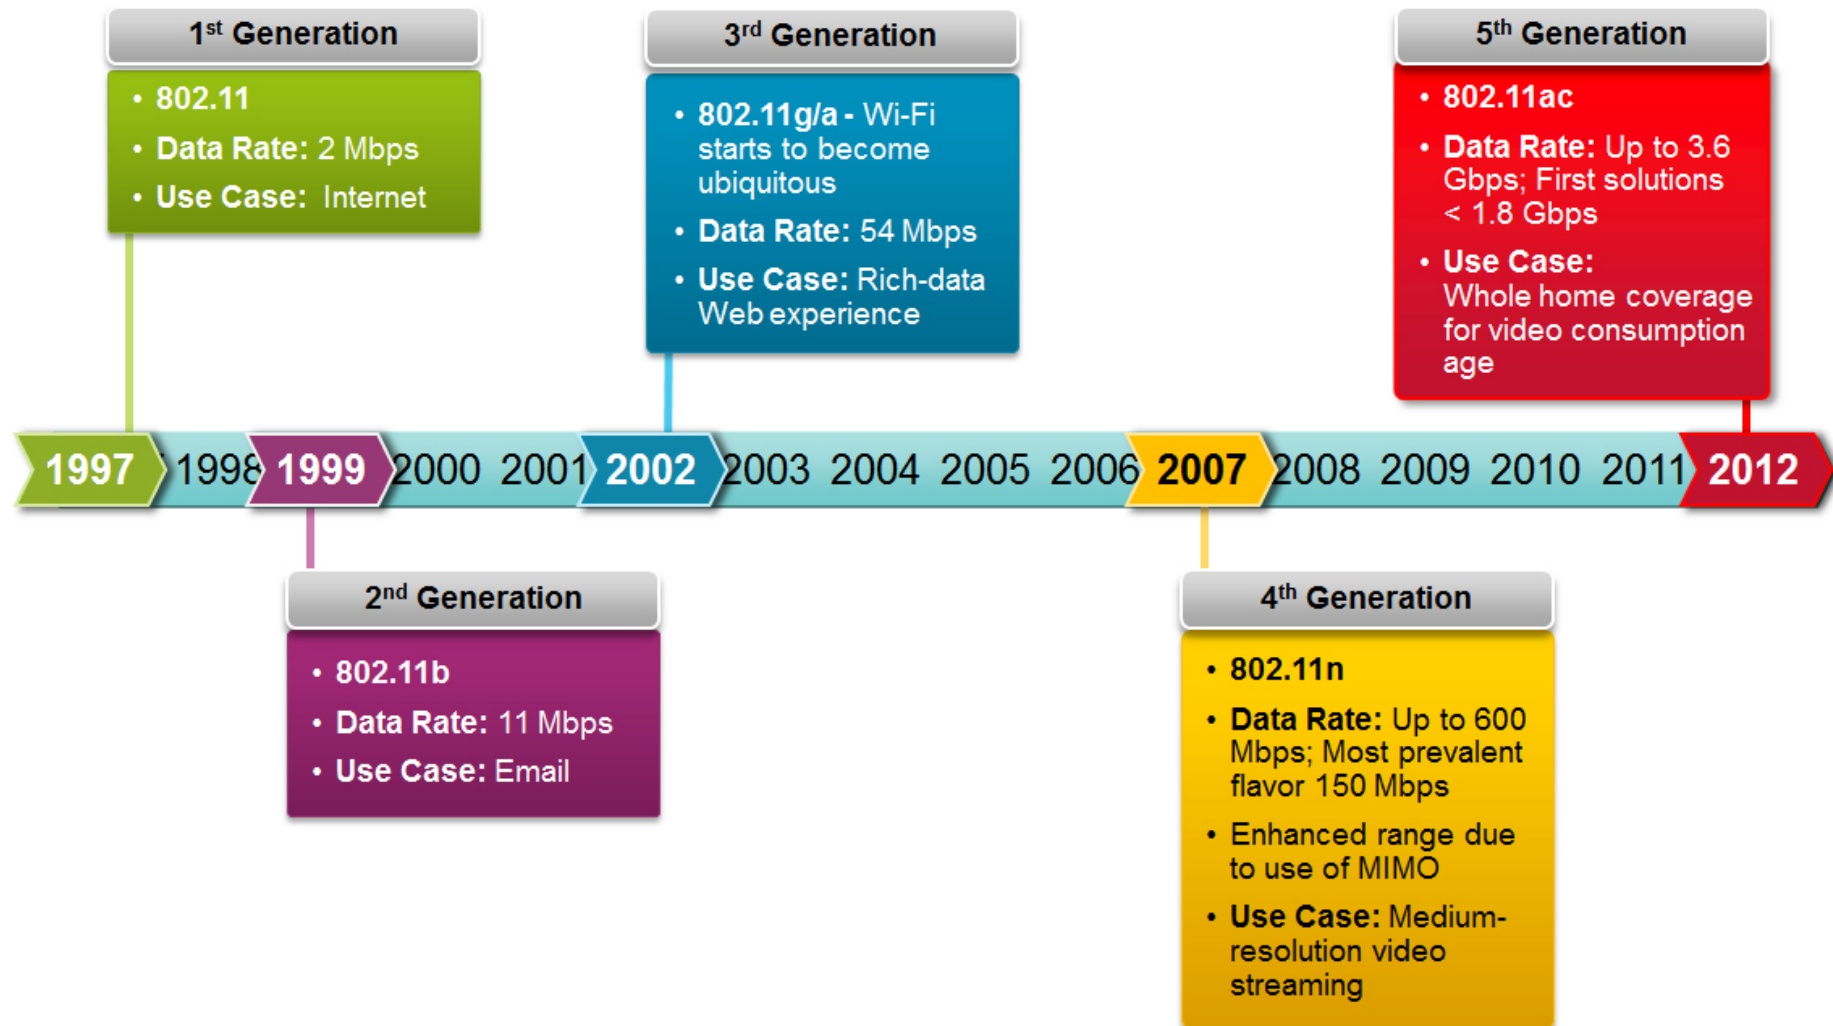 1st Generation
• 802.11
• Data Rate: 2 Mbps
• Use Case: Internet
3rd Generation
• 802.11g/a - Wi-Fi
starts to become
ubiquitous
• Data Rate: 54 Mbps
• Use Case: Rich-data
Web experience
5th Generation
• 802.11ac
• Data Rate: Up to 3.6
Gbps; First solutions
< 1.8 Gbps
• Use Case:
Whole home coverage
for video consumption
age
1997 1998 1999 2000 2001 2002 2003 2004 2005 2006 2007 2008 2009 2010 2011 2012
2nd Generation
• 802.11b
• Data Rate: 11 Mbps
• Use Case: Email
4th Generation
• 802.11n
• Data Rate: Up to 600
Mbps; Most prevalent
flavor 150 Mbps
• Enhanced range due
to use of MIMO
• Use Case: Medium-
resolution video
streaming